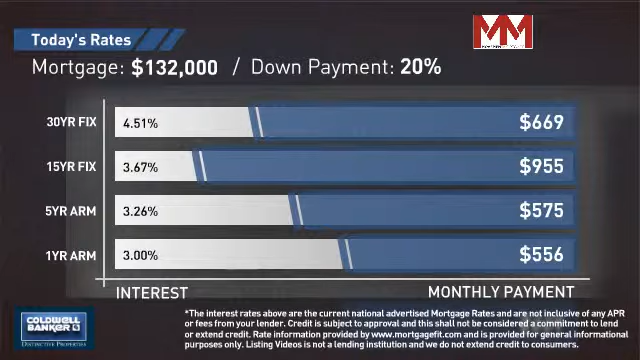 MM
Today's Rates
Mortgage: $132,000 / Down Payment: 20%
30YR FIX 4.51% $669
15YR FIX 3.67% $955
5YR ARM 3.26% $575
1YR ARM 3.00% $556
INTEREST MONTHLY PAYMENT
COLDWELL
BANKER
DISTINCTIVE PROPERTIES
*The interest rates above are the current national advertised Mortgage Rates and are not inclusive of any APR
or fees from your lender. Credit is subject to approval and this shall not be considered a commitment to lend
or extend credit. Rate information provided by www.mortgagefit.com and is provided for general informational
purposes only. Listing Videos is not a lending institution and we do not extend credit to consumers.